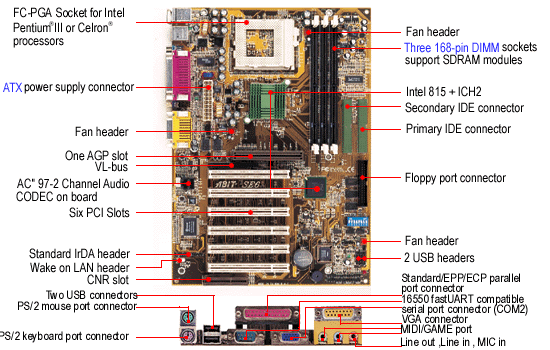 FC-PGA Socket for Intel
Pentium®III or Celron®
processors
ATX power supply connector
Fan header
One AGP slot
VL-bus
AC" 97-2 Channel Audio
CODEC on board
Six PCI Slots
Standard IrDA header
Wake on LAN header
CNR slot
Fan header
Three 168-pin DIMM sockets
support SDRAM modules
Intel 815 + ICH2
Secondary IDE connector
Primary IDE connector
Floppy port connector
Fan header
2 USB headers
ABIT
Two USB connectors
PS/2 mouse port connector
PS/2 keyboard port connector
Standard/EPP/ECP parallel
port connector
16550 fastUART compatible
serial port connector (COM2)
VGA connector
MIDI/GAME port
Line out ,Line in , MIC in